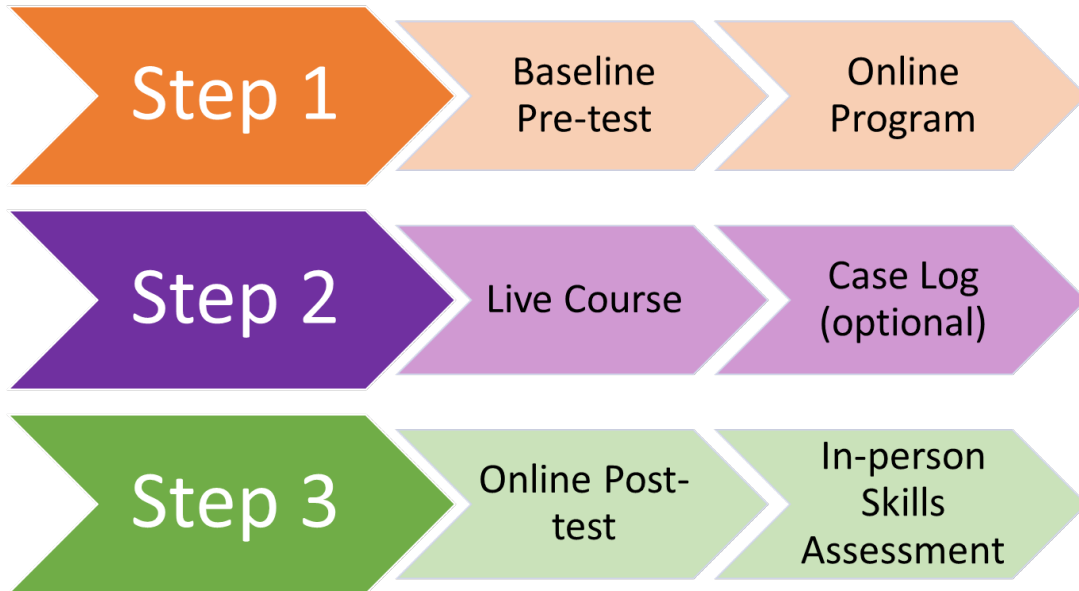 Step 1
Baseline
Pre-test
Online
Program
Step 2
Live Course
Case Log
(optional)
Step 3
Online Post-
test
In-person
Skills
Assessment